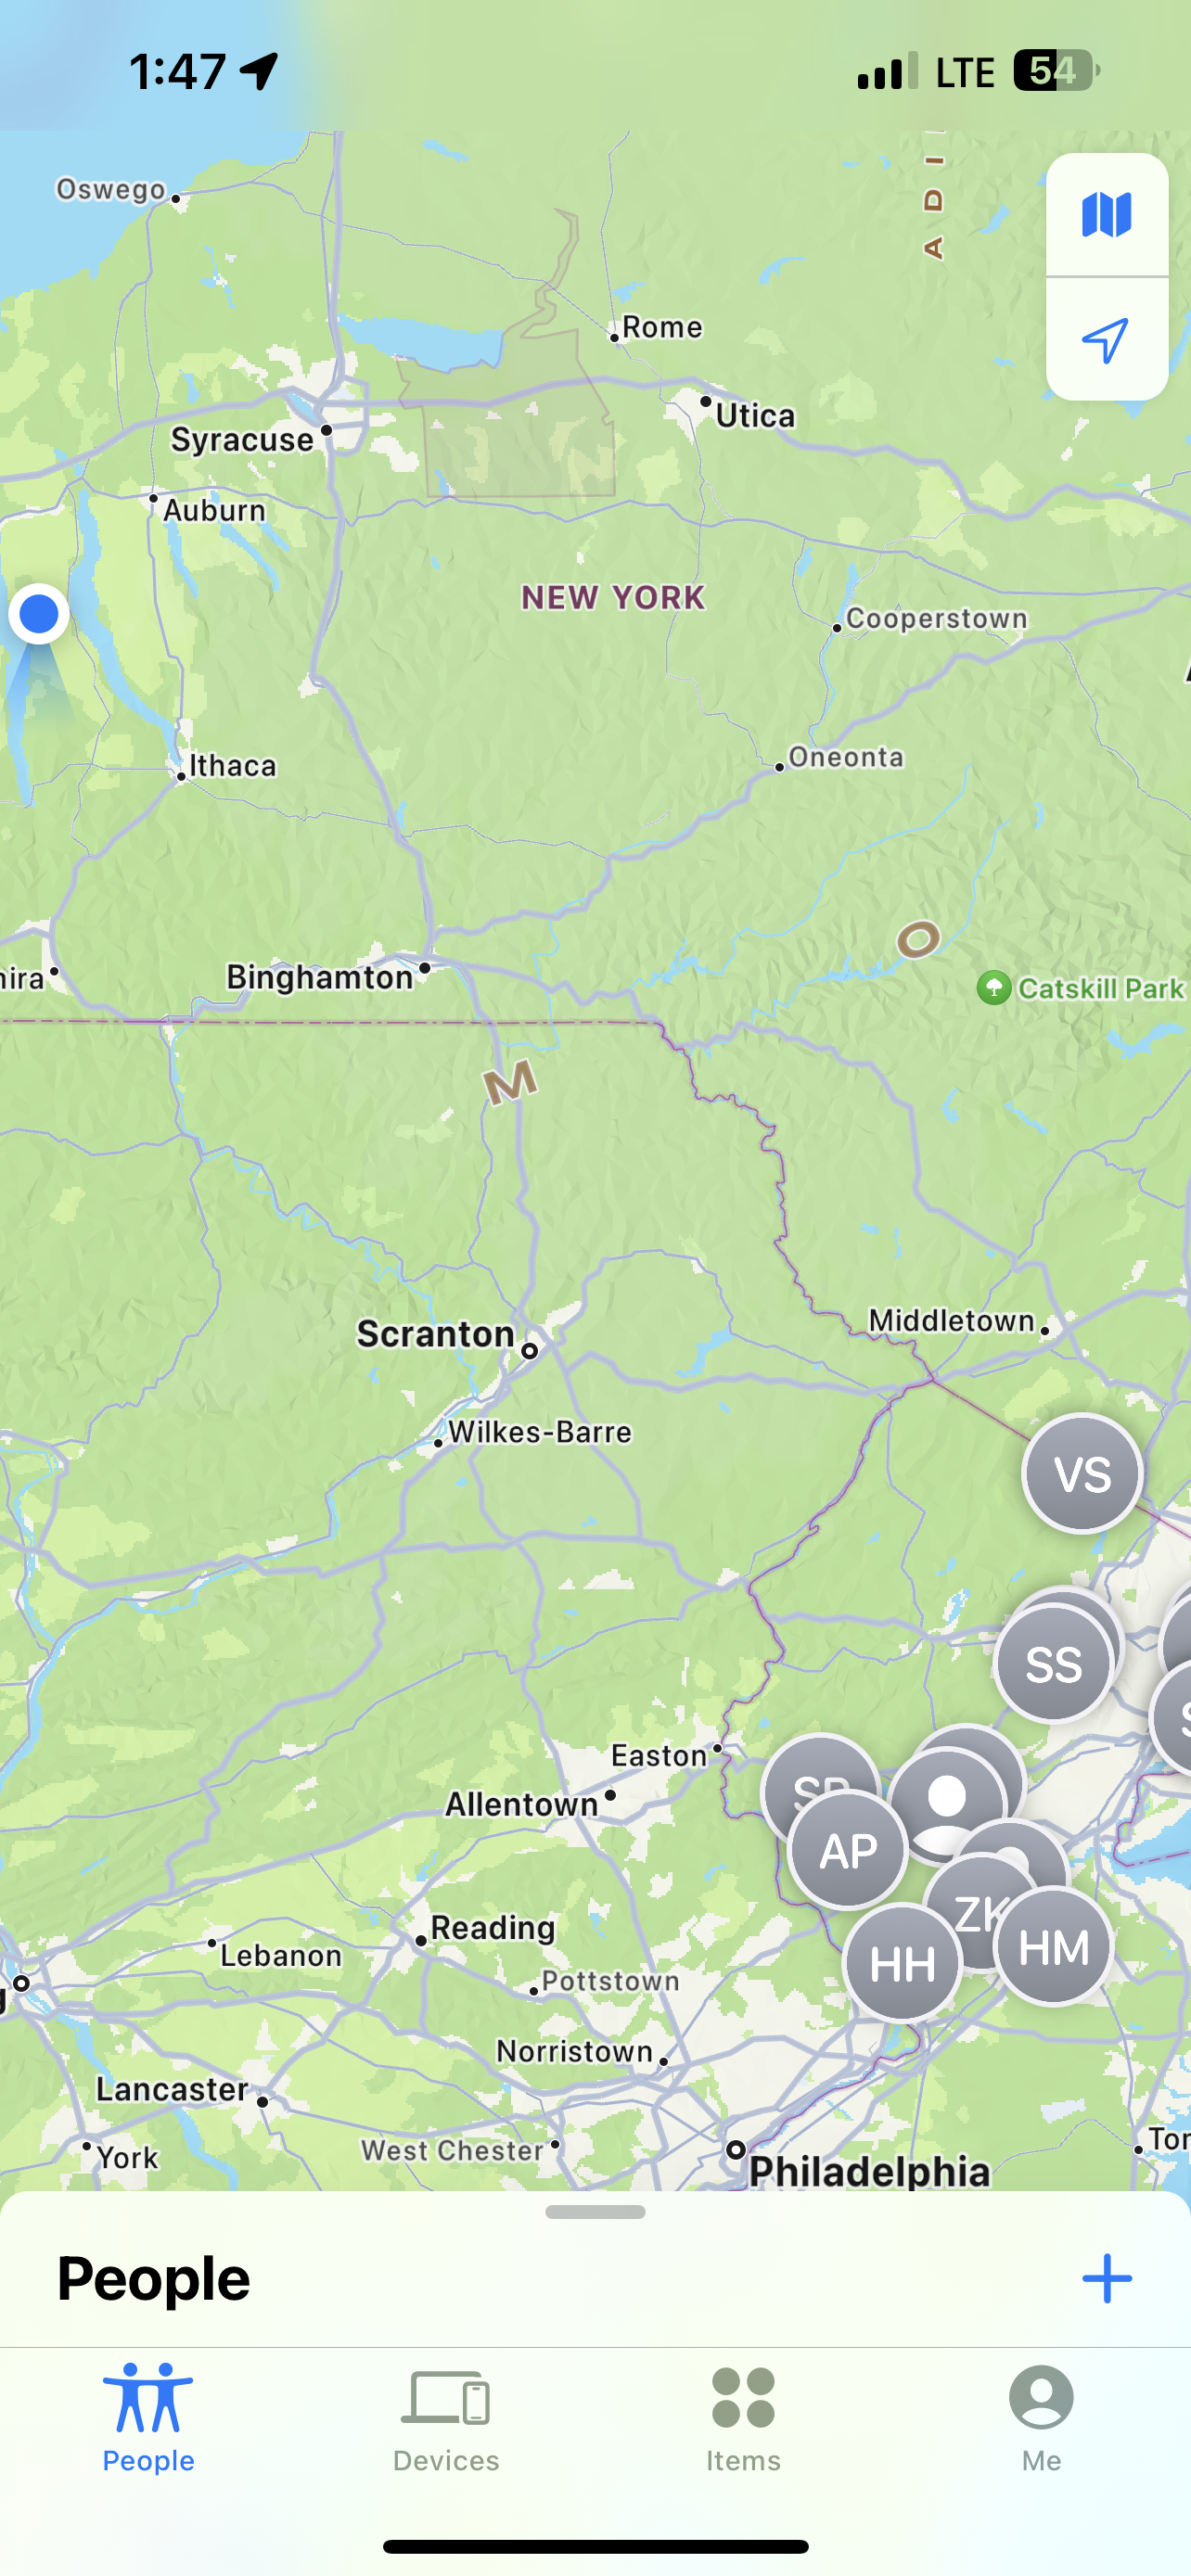 1:47
LTE
54
Oswego
A D I
Rome
Utica
Syracuse
Auburn
NEW YORK
Cooperstown
Ithaca
Oneonta
O
Catskill Park
Binghamton
nira
M
Middletown
Scranton
Wilkes-Barre
VS
SS
S
Easton
Allentown
AP
ZK
HM
HH
Reading
Lebanon
Pottstown
Norristown
Lancaster
York
West Chester
Philadelphia
People
People
Devices
Items
Me